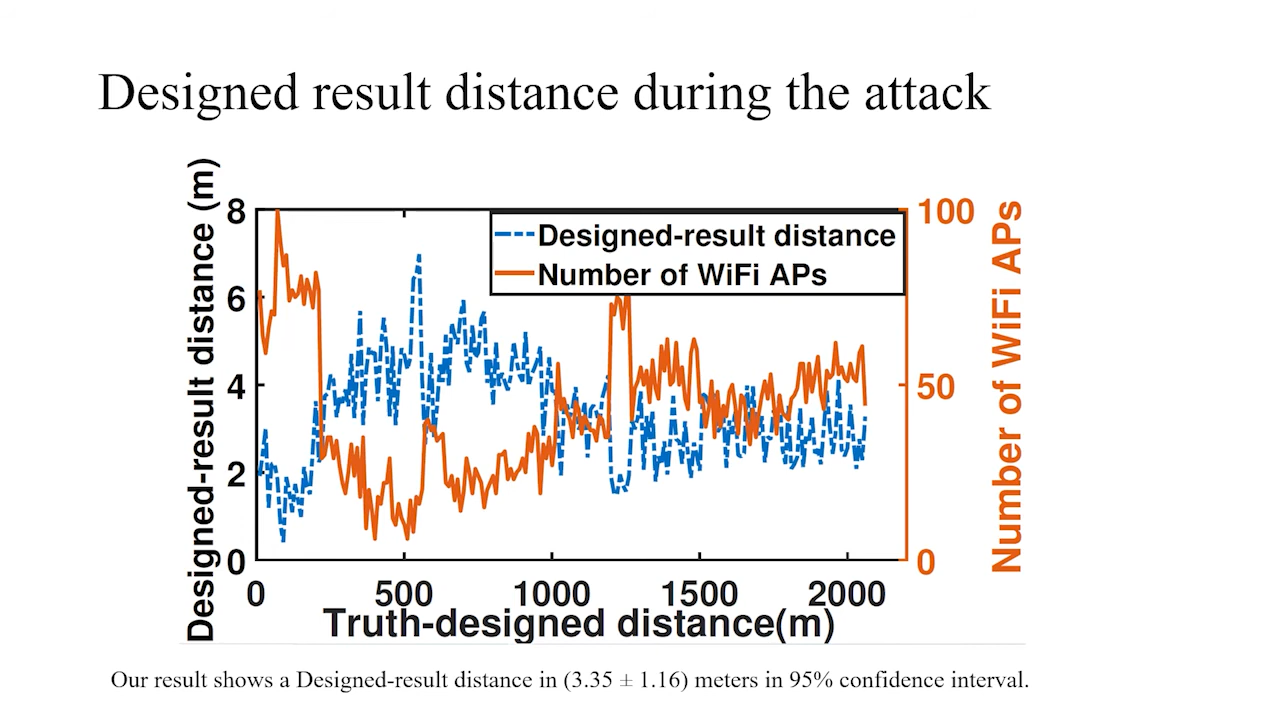 Designed result distance during the attack
Designed-result distance (m)
8
6
4
2
0
Designed-result distance
Number of WiFi APs
100
50
0
Number of WiFi APs
0 500 1000 1500 2000
Truth-designed distance(m)
Our result shows a Designed-result distance in (3.35 ± 1.16) meters in 95% confidence interval.